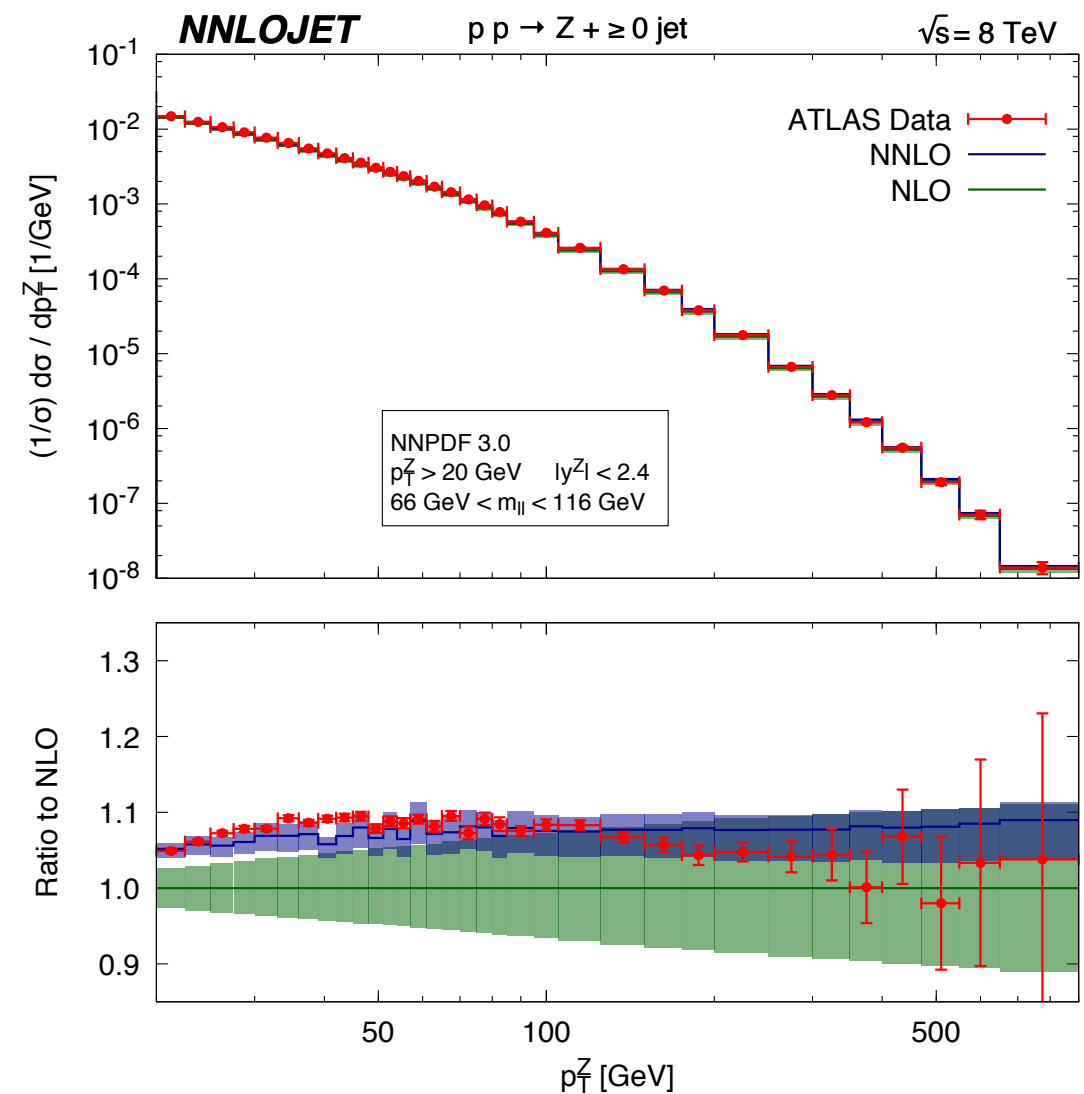 NNLOJET p p → Z + ≥ 0 jet √s = 8 TeV
10⁻¹
10⁻²
10⁻³
10⁻⁴
10⁻⁵
10⁻⁶
10⁻⁷
10⁻⁸
(1/σ) dσ / dp_T^Z [1/GeV]
ATLAS Data
NNLO
NLO
NNPDF 3.0
p_T^Z > 20 GeV |y^Z| < 2.4
66 GeV < m_ll < 116 GeV
1.3
1.2
1.1
1.0
0.9
Ratio to NLO
50 100 500
p_T^Z [GeV]